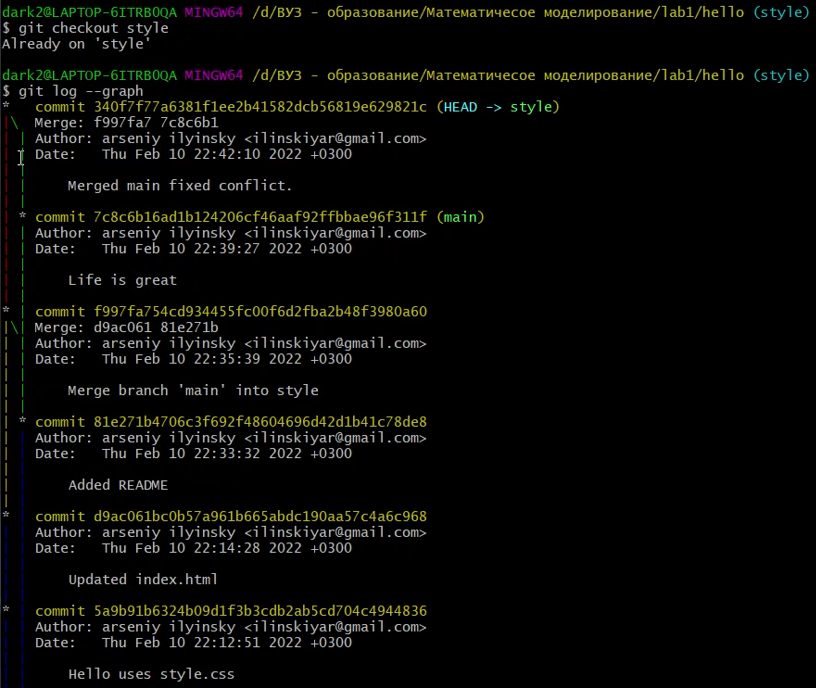 dark2@LAPTOP-6ITRB0QA MINGW64 /d/ВУЗ - образование/Математичесое моделирование/lab1/hello (style)
$ git checkout style
Already on 'style'
dark2@LAPTOP-6ITRB0QA MINGW64 /d/ВУЗ - образование/Математичесое моделирование/lab1/hello (style)
$ git log --graph
*   commit 340f7f77a6381f1ee2b41582dcb56819e629821c (HEAD -> style)
|\  Merge: f997fa7 7c8c6b1
| | Author: arseniy ilyinsky <ilinskiyar@gmail.com>
| | Date:   Thu Feb 10 22:42:10 2022 +0300
| |
| |     Merged main fixed conflict.
| |
| * commit 7c8c6b16ad1b124206cf46aaf92ffbbae96f311f (main)
| | Author: arseniy ilyinsky <ilinskiyar@gmail.com>
| | Date:   Thu Feb 10 22:39:27 2022 +0300
| |
| |     Life is great
| |
* | commit f997fa754cd934455fc00f6d2fba2b48f3980a60
|\| Merge: d9ac061 81e271b
| | Author: arseniy ilyinsky <ilinskiyar@gmail.com>
| | Date:   Thu Feb 10 22:35:39 2022 +0300
| |
| |     Merge branch 'main' into style
| |
| * commit 81e271b4706c3f692f48604696d42d1b41c78de8
| | Author: arseniy ilyinsky <ilinskiyar@gmail.com>
| | Date:   Thu Feb 10 22:33:32 2022 +0300
| |
| |     Added README
| |
* | commit d9ac061bc0b57a961b665abdc190aa57c4a6c968
| | Author: arseniy ilyinsky <ilinskiyar@gmail.com>
| | Date:   Thu Feb 10 22:14:28 2022 +0300
| |
| |     Updated index.html
| |
* | commit 5a9b91b6324b09d1f3b3cdb2ab5cd704c4944836
| | Author: arseniy ilyinsky <ilinskiyar@gmail.com>
| | Date:   Thu Feb 10 22:12:51 2022 +0300
| |
| |     Hello uses style.css